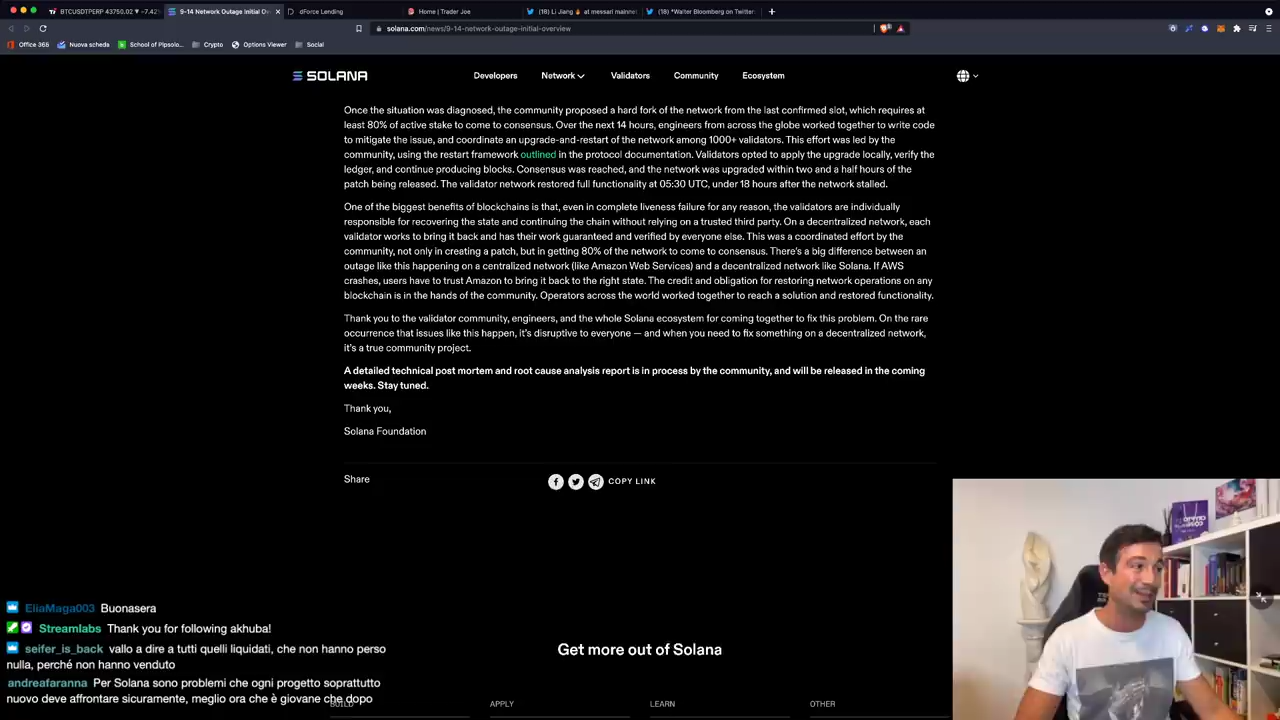 BTCUSDTPERP 43750.02 ▼ −7.42
9-14 Network Outage Initial Ov
dForce Lending
Home | Trader Joe
(18) Li Jiang 🔥 at messari mainne
(18) *Walter Bloomberg on Twitter
solana.com/news/9-14-network-outage-initial-overview
Office 365
Nuova scheda
School of Pipsolo...
Crypto
Options Viewer
Social
SOLANA
Developers
Network
Validators
Community
Ecosystem
Once the situation was diagnosed, the community proposed a hard fork of the network from the last confirmed slot, which requires at
least 80% of active stake to come to consensus. Over the next 14 hours, engineers from across the globe worked together to write code
to mitigate the issue, and coordinate an upgrade-and-restart of the network among 1000+ validators. This effort was led by the
community, using the restart framework outlined in the protocol documentation. Validators opted to apply the upgrade locally, verify the
ledger, and continue producing blocks. Consensus was reached, and the network was upgraded within two and a half hours of the
patch being released. The validator network restored full functionality at 05:30 UTC, under 18 hours after the network stalled.
One of the biggest benefits of blockchains is that, even in complete liveness failure for any reason, the validators are individually
responsible for recovering the state and continuing the chain without relying on a trusted third party. On a decentralized network, each
validator works to bring it back and has their work guaranteed and verified by everyone else. This was a coordinated effort by the
community, not only in creating a patch, but in getting 80% of the network to come to consensus. There's a big difference between an
outage like this happening on a centralized network (like Amazon Web Services) and a decentralized network like Solana. If AWS
crashes, users have to trust Amazon to bring it back to the right state. The credit and obligation for restoring network operations on any
blockchain is in the hands of the community. Operators across the world worked together to reach a solution and restored functionality.
Thank you to the validator community, engineers, and the whole Solana ecosystem for coming together to fix this problem. On the rare
occurrence that issues like this happen, it's disruptive to everyone — and when you need to fix something on a decentralized network,
it's a true community project.
A detailed technical post mortem and root cause analysis report is in process by the community, and will be released in the coming
weeks. Stay tuned.
Thank you,
Solana Foundation
Share
COPY LINK
EliaMaga003 Buonasera
Streamlabs Thank you for following akhuba!
seifer_is_back vallo a dire a tutti quelli liquidati, che non hanno perso
nulla, perché non hanno venduto
andreafaranna Per Solana sono problemi che ogni progetto soprattutto
nuovo deve affrontare sicuramente, meglio ora che è giovane che dopo
Get more out of Solana
BUILD
APPLY
LEARN
OTHER
CRYPTO